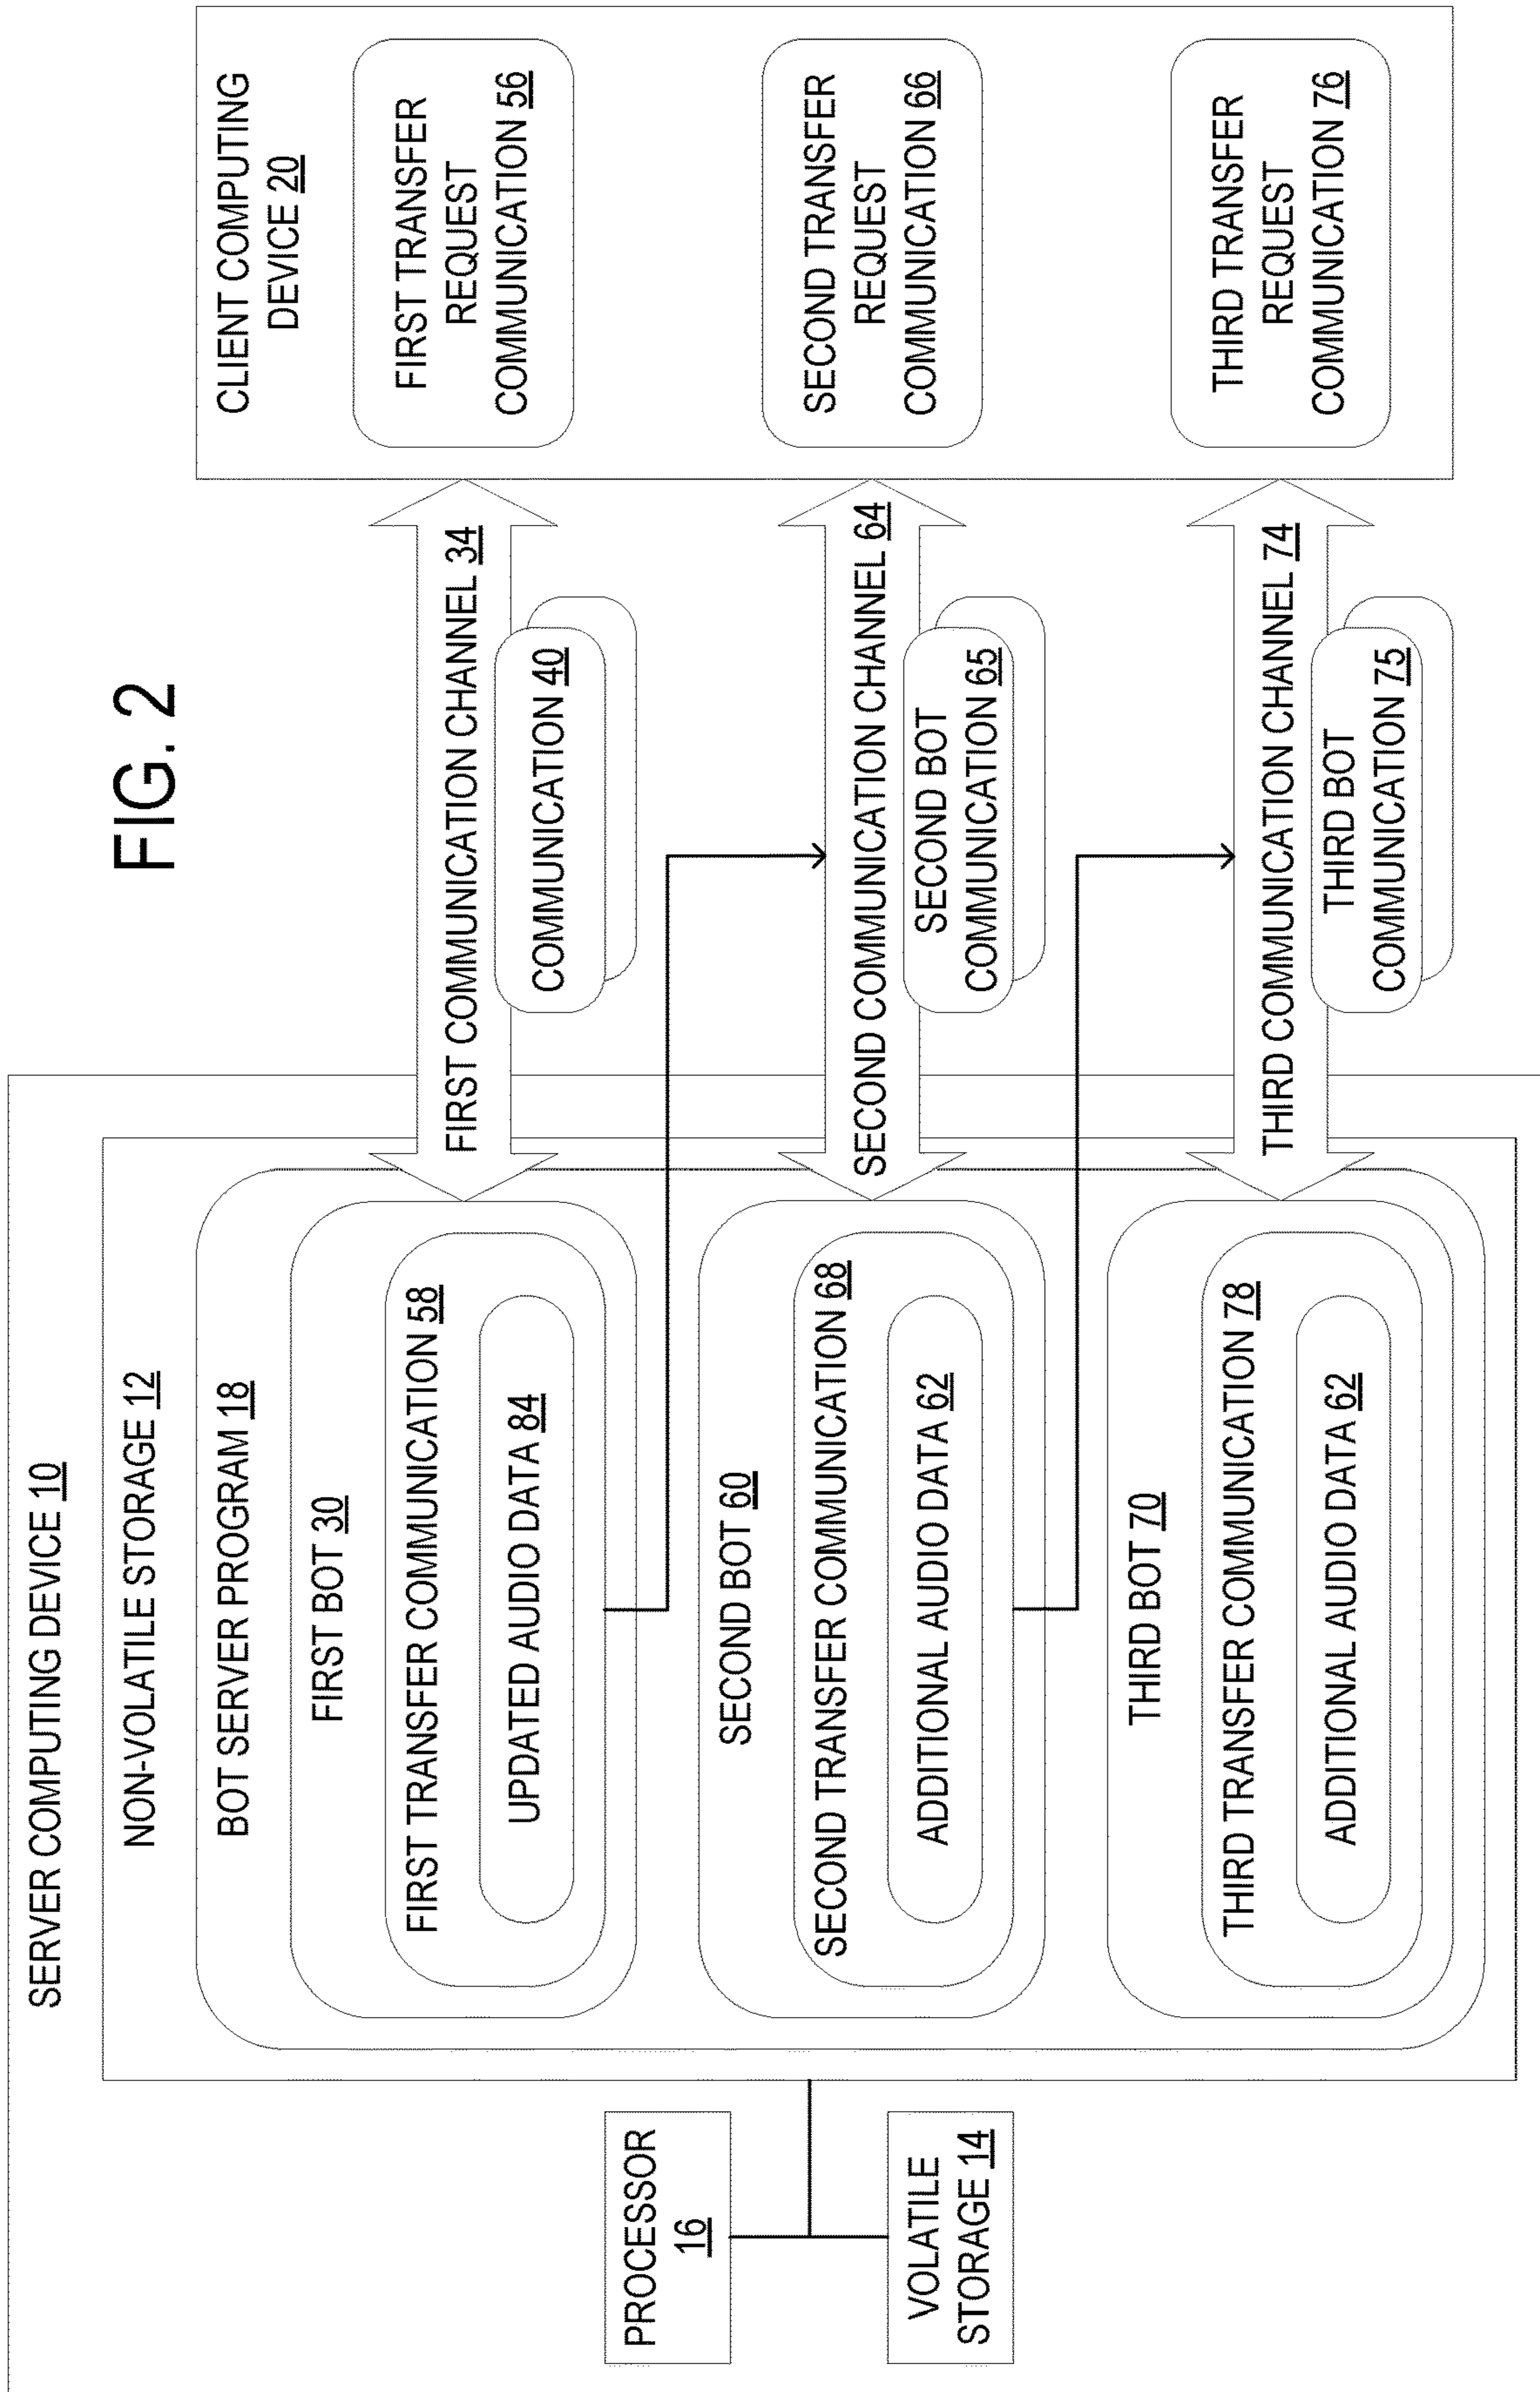 FIG. 2
SERVER COMPUTING DEVICE 10
NON-VOLATILE STORAGE 12
BOT SERVER PROGRAM 18
FIRST BOT 30
FIRST TRANSFER COMMUNICATION 58
UPDATED AUDIO DATA 84
SECOND BOT 60
SECOND TRANSFER COMMUNICATION 68
ADDITIONAL AUDIO DATA 62
THIRD BOT 70
THIRD TRANSFER COMMUNICATION 78
ADDITIONAL AUDIO DATA 62
PROCESSOR
16
VOLATILE
STORAGE 14
FIRST COMMUNICATION CHANNEL 34
COMMUNICATION 40
SECOND COMMUNICATION CHANNEL 64
SECOND BOT
COMMUNICATION 65
THIRD COMMUNICATION CHANNEL 74
THIRD BOT
COMMUNICATION 75
CLIENT COMPUTING
DEVICE 20
FIRST TRANSFER
REQUEST
COMMUNICATION 56
SECOND TRANSFER
REQUEST
COMMUNICATION 66
THIRD TRANSFER
REQUEST
COMMUNICATION 76